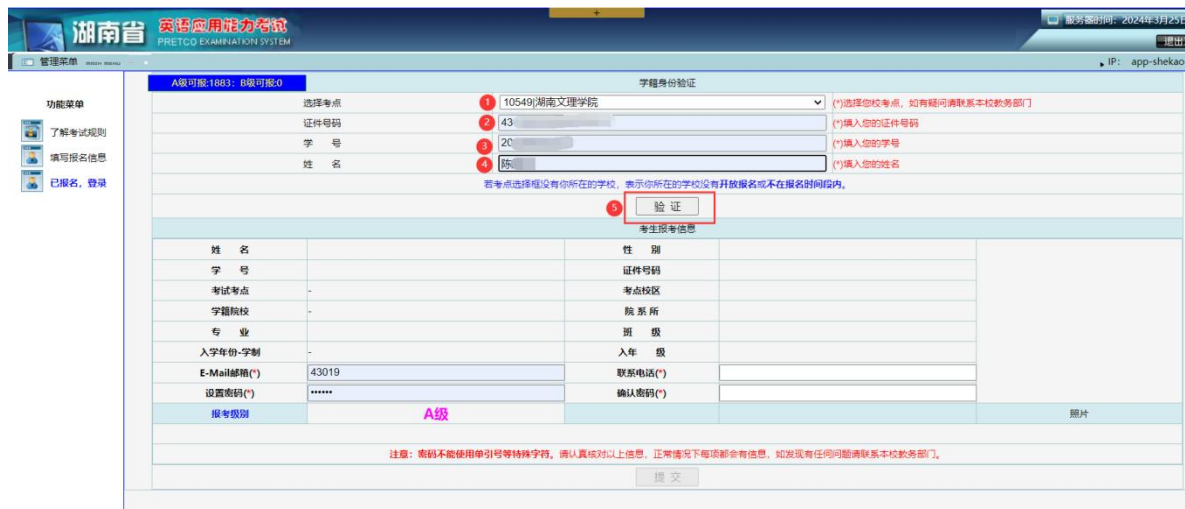 湖南省 英语应用能力考试
PRETCO EXAMINATION SYSTEM
+
服务器时间: 2024年3月25日
退出
管理菜单 MAIN MENU
IP: app-shekao
功能菜单
了解考试规则
填写报名信息
已报名，登录
A级可报:1883; B级可报:0 学籍身份验证
选择考点 1 10549|湖南文理学院 (*)选择您校考点，如有疑问请联系本校教务部门
证件号码 2 43 (*)填入您的证件号码
学 号 3 20 (*)填入您的学号
姓 名 4 陈 (*)填入您的姓名
若考点选择框没有你所在的学校，表示你所在的学校没有开放报名或不在报名时间段内。
5 验 证
考生报考信息
姓 名 性 别
学 号 证件号码
考试考点 - 考点校区
学籍院校 - 院 系 所
专 业 班 级
入学年份-学制 - 入年 级
E-Mail邮箱(*) 43019 联系电话(*)
设置密码(*) •••••• 确认密码(*)
报考级别 A级 照片
注意：密码不能使用单引号等特殊字符。请认真核对以上信息，正常情况下每项都会有信息，如发现有任何问题请联系本校教务部门。
提 交